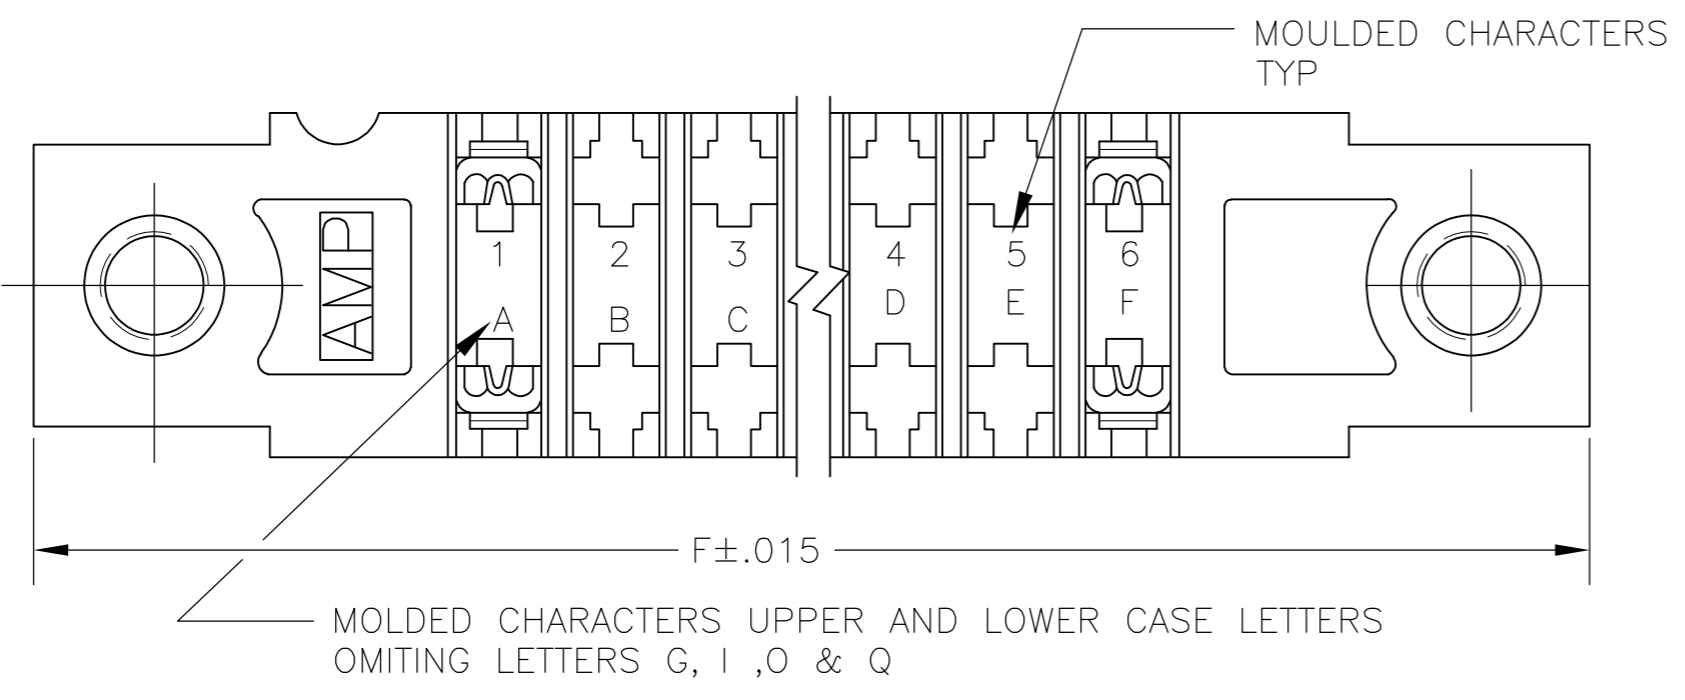 MOULDED CHARACTERS
TYP
AMP
1 2 3 4 5 6
A B C D E F
F±.015
MOLDED CHARACTERS UPPER AND LOWER CASE LETTERS
OMITING LETTERS G, I ,O & Q